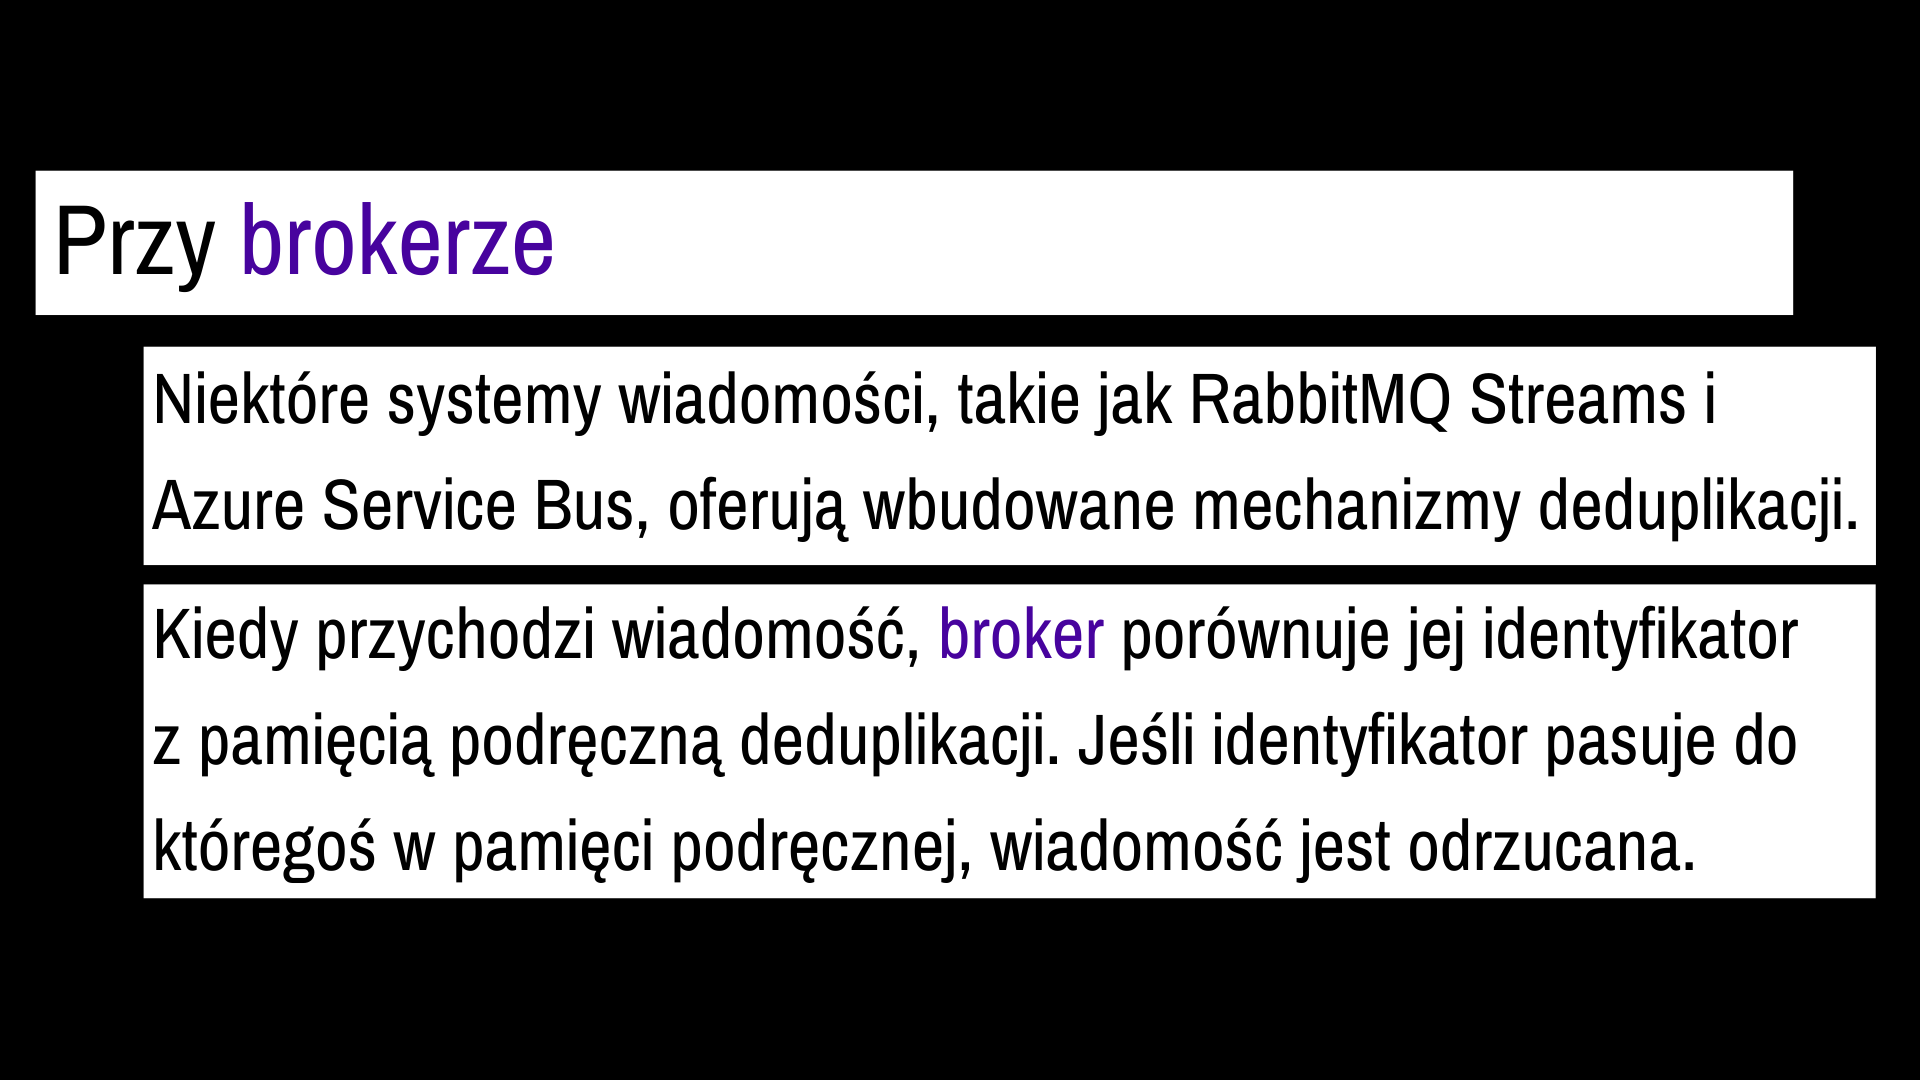 Przy brokerze
Niektóre systemy wiadomości, takie jak RabbitMQ Streams i
Azure Service Bus, oferują wbudowane mechanizmy deduplikacji.
Kiedy przychodzi wiadomość, broker porównuje jej identyfikator
z pamięcią podręczną deduplikacji. Jeśli identyfikator pasuje do
któregoś w pamięci podręcznej, wiadomość jest odrzucana.